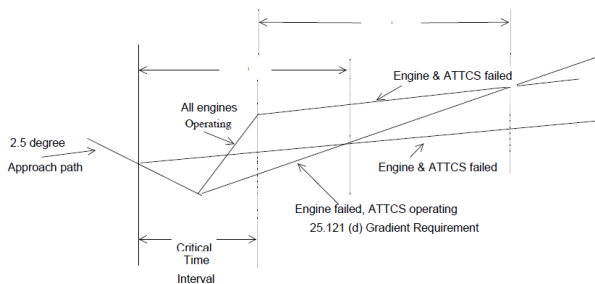 Engine & ATTCS failed
All engines
Operating
2.5 degree
Approach path
Engine & ATTCS failed
Engine failed, ATTCS operating
25.121 (d) Gradient Requirement
Critical
Time
Interval